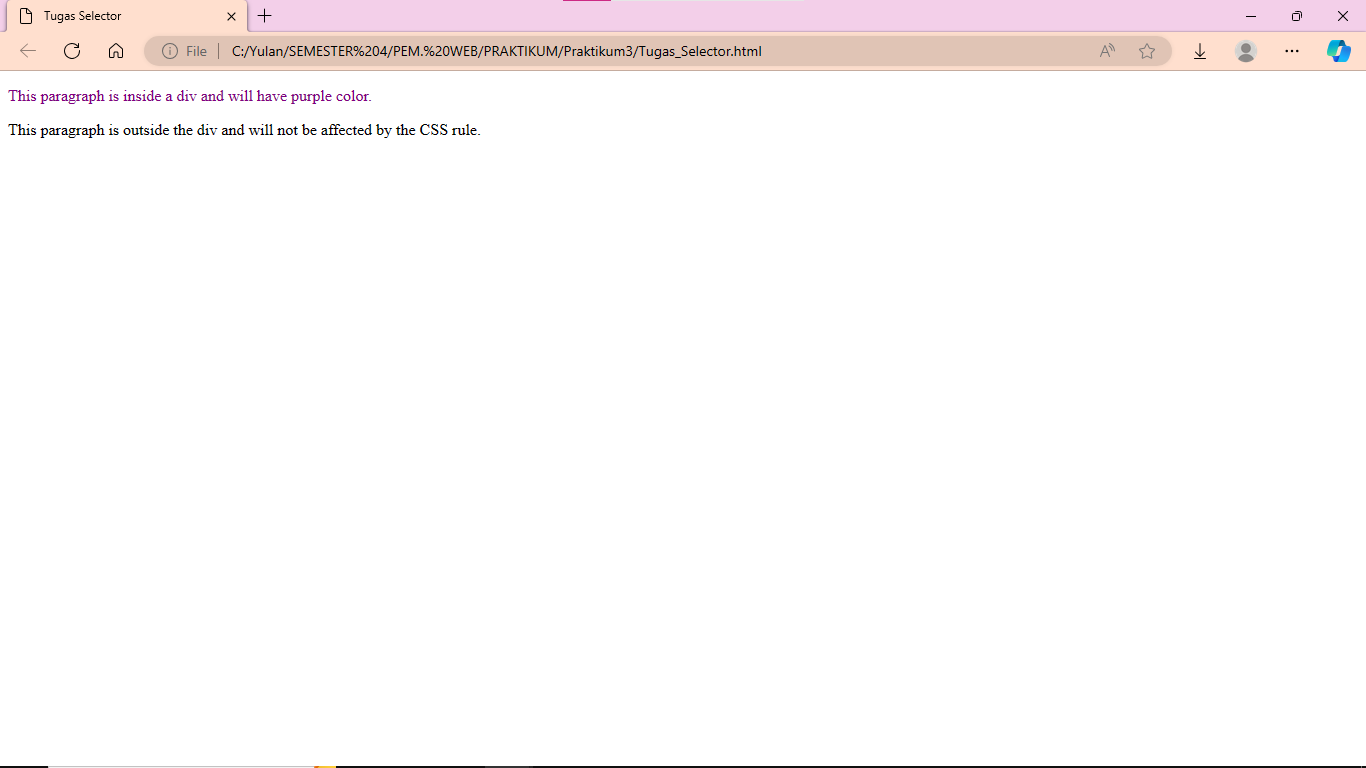 Tugas Selector
File
C:/Yulan/SEMESTER%204/PEM.%20WEB/PRAKTIKUM/Praktikum3/Tugas_Selector.html
This paragraph is inside a div and will have purple color.
This paragraph is outside the div and will not be affected by the CSS rule.